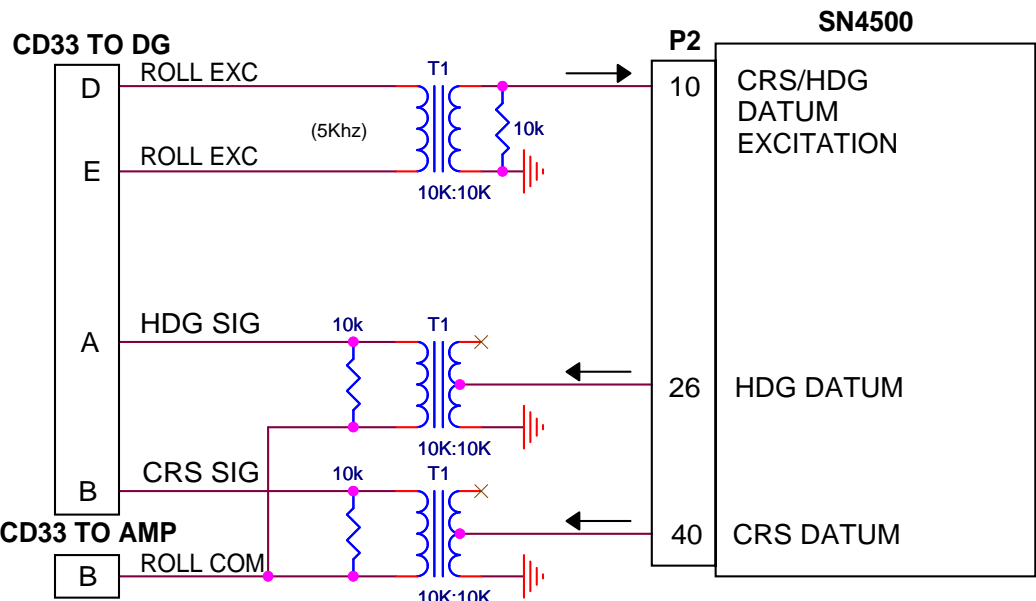 SN4500
P2
CD33 TO DG
ROLL EXC
T1
D
10
CRS/HDG
DATUM
EXCITATION
(5Khz)
10k
ROLL EXC
E
10K:10K
HDG SIG
10k
T1
A
26
HDG DATUM
10K:10K
CRS SIG
10k
T1
B
CD33 TO AMP
40
CRS DATUM
ROLL COM
B
10K:10K